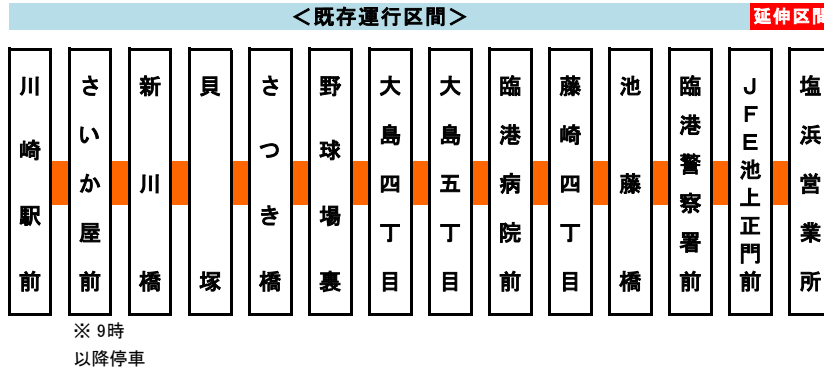 ＜既存運行区間＞
延伸区間
川崎駅前
さいか屋前
新川橋
貝塚
さつき橋
野球場裏
大島四丁目
大島五丁目
臨港病院前
藤崎四丁目
池藤橋
臨港警察署前
ＪＦＥ池上正門前
塩浜営業所
※ 9時
以降停車